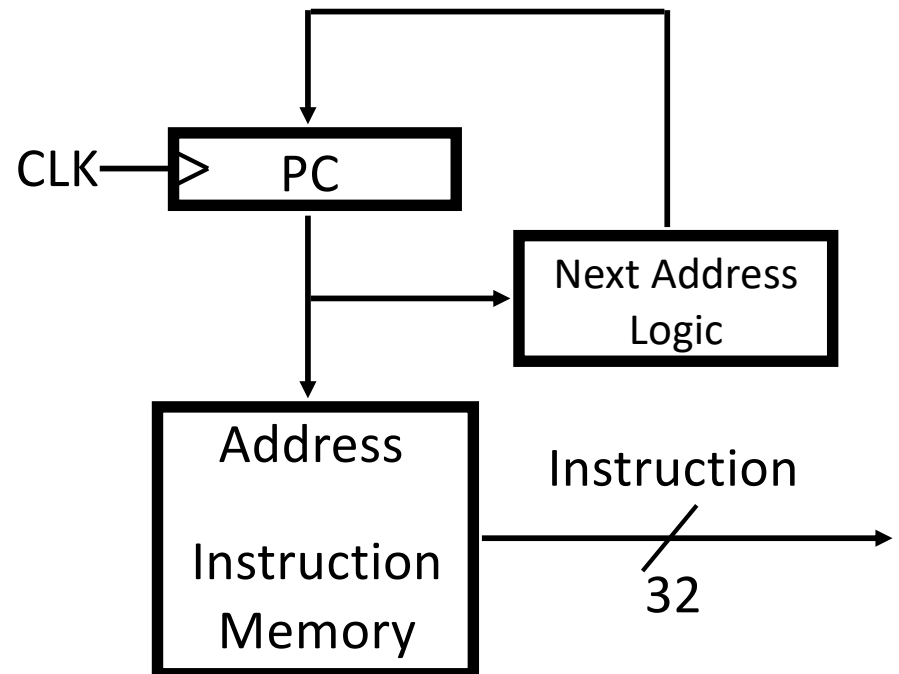 CLK
PC
Next Address
Logic
Address
Instruction
Instruction
Memory
32